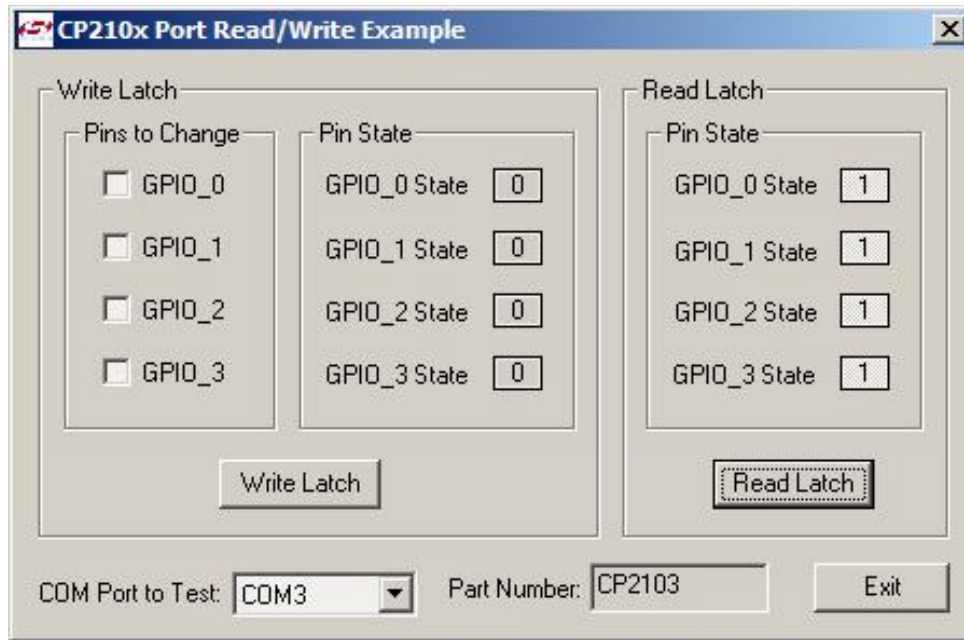 CP210x Port Read/Write Example
Write Latch
Pins to Change
GPIO_0
GPIO_1
GPIO_2
GPIO_3
Pin State
GPIO_0 State 0
GPIO_1 State 0
GPIO_2 State 0
GPIO_3 State 0
Write Latch
Read Latch
Pin State
GPIO_0 State 1
GPIO_1 State 1
GPIO_2 State 1
GPIO_3 State 1
Read Latch
COM Port to Test: COM3
Part Number: CP2103
Exit